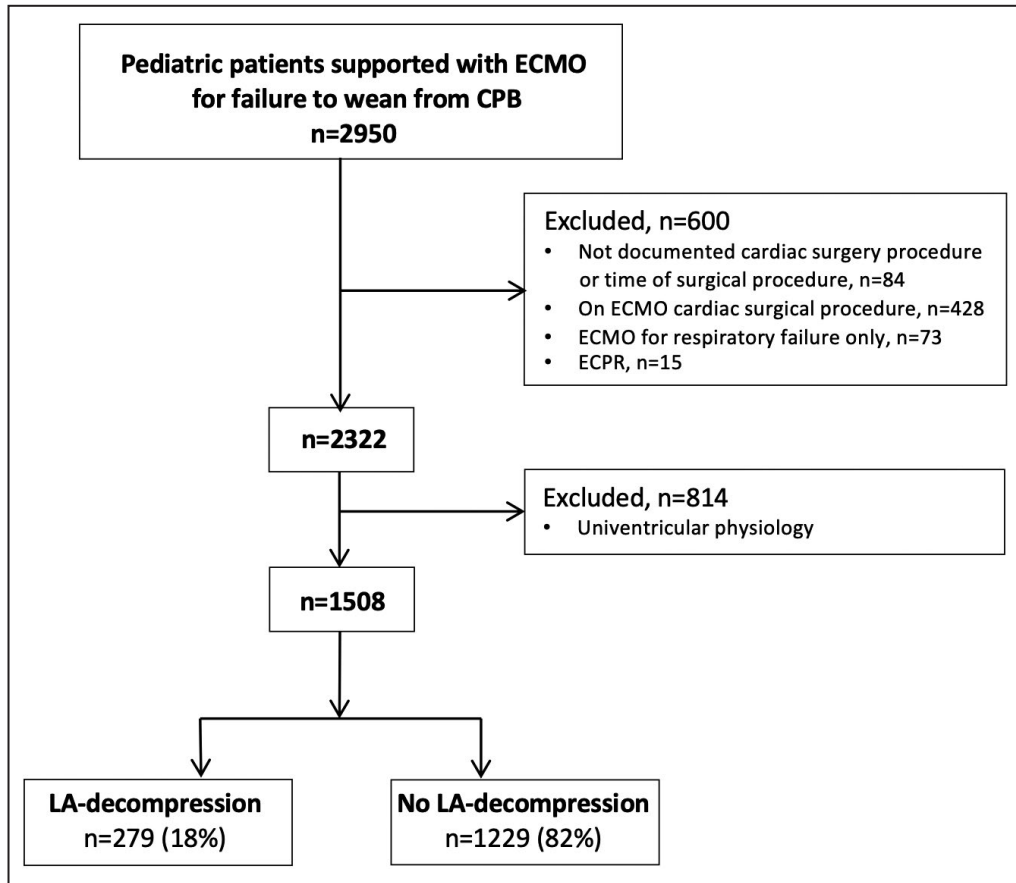 Pediatric patients supported with ECMO
for failure to wean from CPB
n=2950
Excluded, n=600
• Not documented cardiac surgery procedure
or time of surgical procedure, n=84
• On ECMO cardiac surgical procedure, n=428
• ECMO for respiratory failure only, n=73
• ECPR, n=15
n=2322
Excluded, n=814
• Univentricular physiology
n=1508
LA-decompression
n=279 (18%)
No LA-decompression
n=1229 (82%)